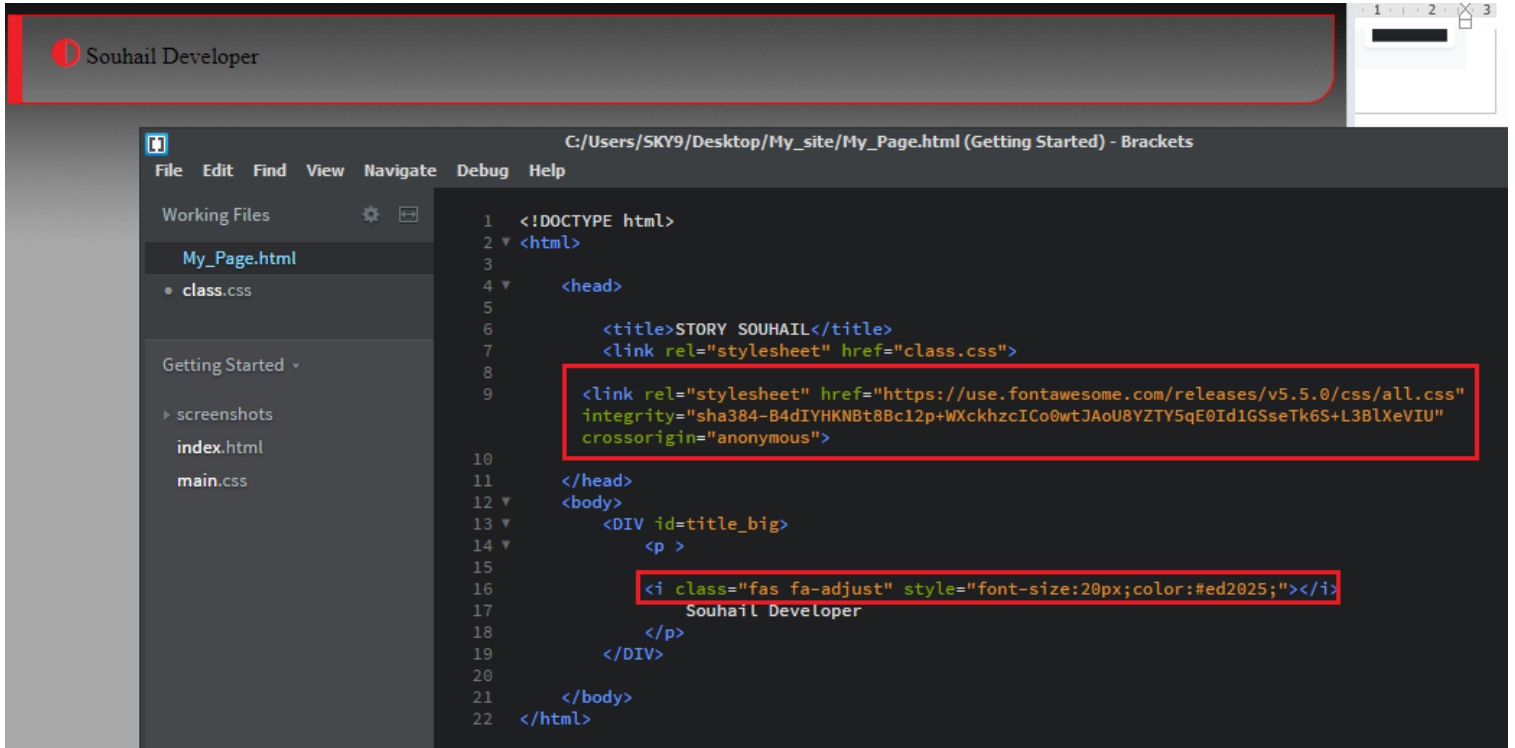 1 2 3
Souhail Developer
C:/Users/SKY9/Desktop/My_site/My_Page.html (Getting Started) - Brackets
File Edit Find View Navigate Debug Help
Working Files
My_Page.html
class.css
Getting Started
screenshots
index.html
main.css
1 <!DOCTYPE html>
2 <html>
3
4 <head>
5
6 <title>STORY SOUHAIL</title>
7 <link rel="stylesheet" href="class.css">
8
9 <link rel="stylesheet" href="https://use.fontawesome.com/releases/v5.5.0/css/all.css"
integrity="sha384-B4dIYHKNBt8Bc12p+WXckhzcICo0wtJAoU8YZTY5qE0Id1GSseTk6S+L3BlXeVIU"
crossorigin="anonymous">
10
11 </head>
12 <body>
13 <DIV id=title_big>
14 <p >
15
16 <i class="fas fa-adjust" style="font-size:20px;color:#ed2025;"></i>
17 Souhail Developer
18 </p>
19 </DIV>
20
21 </body>
22 </html>